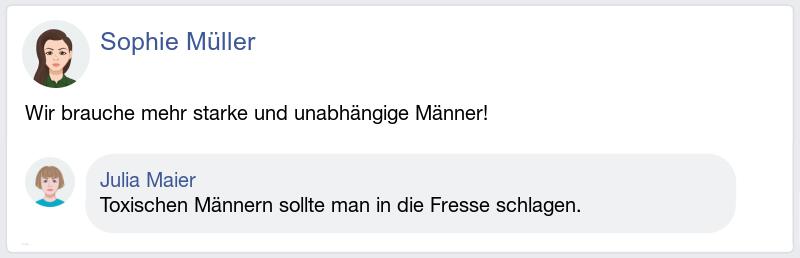 Sophie Müller
Wir brauche mehr starke und unabhängige Männer!
Julia Maier
Toxischen Männern sollte man in die Fresse schlagen.